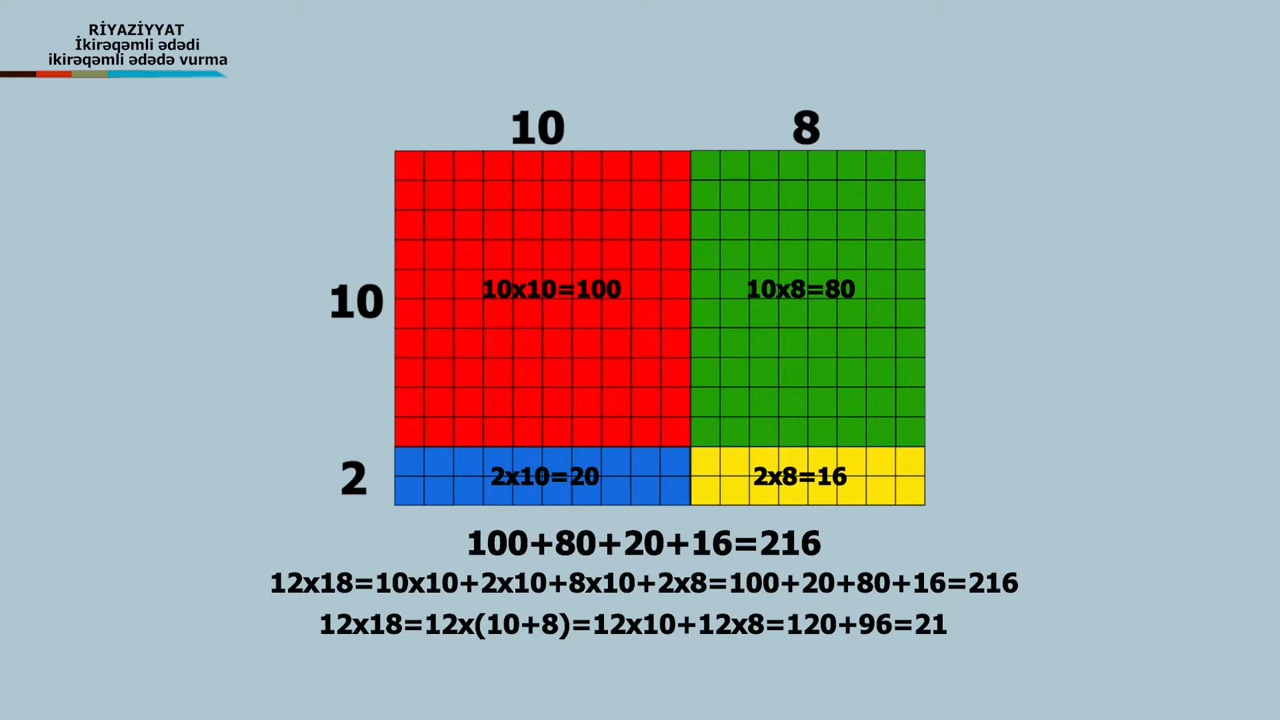 RİYAZİYYAT
İkirəqəmli ədədi
ikirəqəmli ədədə vurma
10 8
10x10=100 10x8=80
10
2x10=20 2x8=16
2
100+80+20+16=216
12x18=10x10+2x10+8x10+2x8=100+20+80+16=216
12x18=12x(10+8)=12x10+12x8=120+96=21